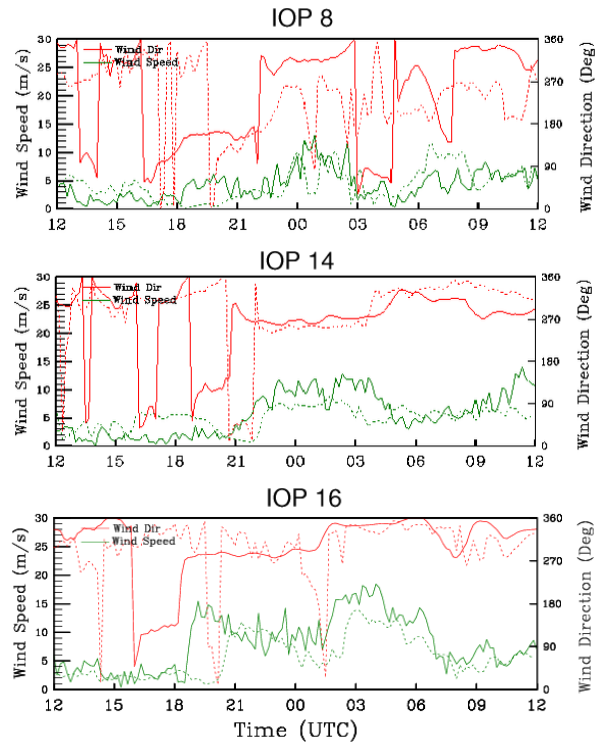 IOP 8
30 360
Wind Dir
Wind Speed
25
20 270
15 180
10
5 90
0 0
12 15 18 21 00 03 06 09 12
Wind Speed (m/s)
Wind Direction (Deg)
IOP 14
30 360
Wind Dir
Wind Speed
25
20 270
15 180
10
5 90
0 0
12 15 18 21 00 03 06 09 12
Wind Speed (m/s)
Wind Direction (Deg)
IOP 16
30 360
Wind Dir
Wind Speed
25
20 270
15 180
10
5 90
0 0
12 15 18 21 00 03 06 09 12
Wind Speed (m/s)
Wind Direction (Deg)
Time (UTC)